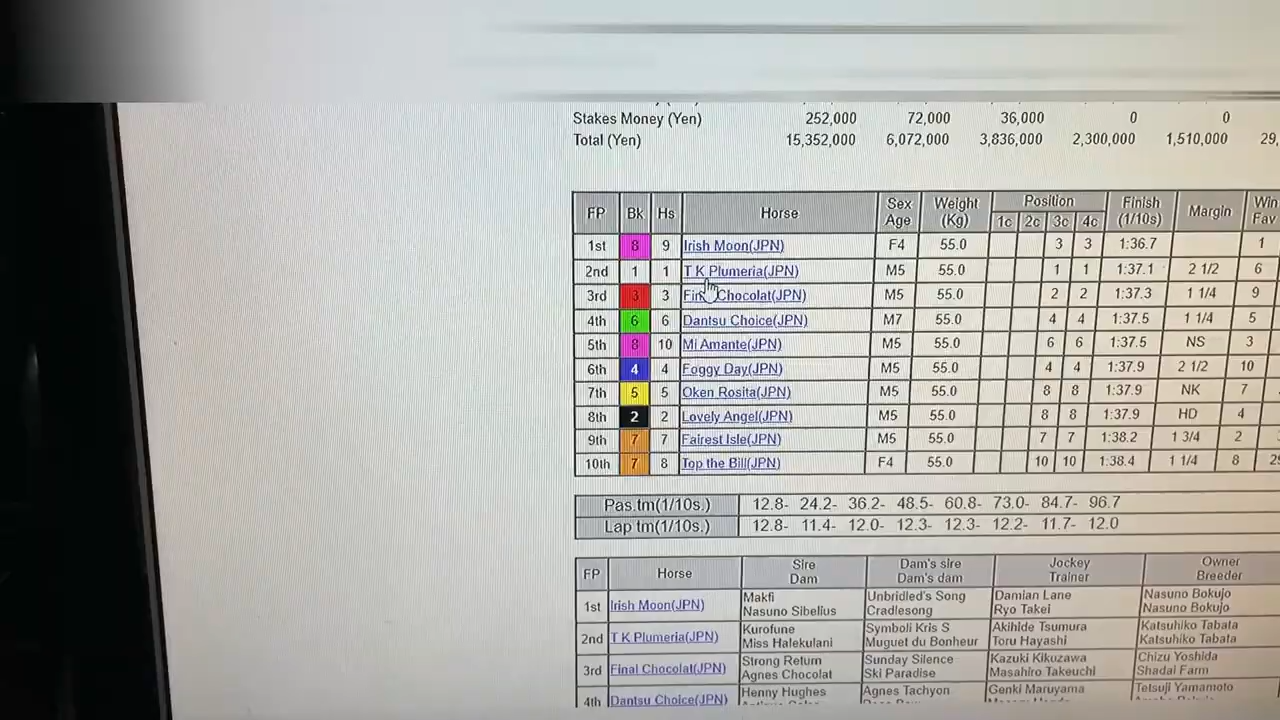 Stakes Money (Yen) 252,000 72,000 36,000 0 0
Total (Yen) 15,352,000 6,072,000 3,836,000 2,300,000 1,510,000 29,
FP Bk Hs Horse Sex Age Weight (Kg) Position 1c 2c 3c 4c Finish (1/10s) Margin Win Fav
1st 8 9 Irish Moon(JPN) F4 55.0 3 3 1:36.7 1
2nd 1 1 T K Plumeria(JPN) M5 55.0 1 1 1:37.1 2 1/2 6
3rd 3 3 Chocolat(JPN) M5 55.0 2 2 1:37.3 1 1/4 9
4th 6 6 Dantsu Choice(JPN) M7 55.0 4 4 1:37.5 1 1/4 5
5th 8 10 Mi Amante(JPN) M5 55.0 6 6 1:37.5 NS 3
6th 4 4 Foggy Day(JPN) M5 55.0 4 4 1:37.9 2 1/2 10
7th 5 5 Oken Rosita(JPN) M5 55.0 8 8 1:37.9 NK 7
8th 2 2 Lovely Angel(JPN) M5 55.0 8 8 1:37.9 HD 4
9th 7 7 Fairest Isle(JPN) M5 55.0 7 7 1:38.2 1 3/4 2
10th 7 8 Top the Bill(JPN) F4 55.0 10 10 1:38.4 1 1/4 8 29
Pas.tm(1/10s.) 12.8- 24.2- 36.2- 48.5- 60.8- 73.0- 84.7- 96.7
Lap tm(1/10s.) 12.8- 11.4- 12.0- 12.3- 12.3- 12.2- 11.7- 12.0
FP Horse Sire Dam Dam's sire Dam's dam Jockey Trainer Owner Breeder
1st Irish Moon(JPN) Makfi Unbridled's Song Damian Lane Nasuno Bokujo
Nasuno Sibelius Cradlesong Ryo Takei Nasuno Bokujo
2nd T K Plumeria(JPN) Kurofune Symboli Kris S Akihide Tsumura Katsuhiko Tabata
Miss Halekulani Muguet du Bonheur Toru Hayashi Katsuhiko Tabata
3rd Final Chocolat(JPN) Strong Return Sunday Silence Kazuki Kikuzawa Chizu Yoshida
Agnes Chocolat Ski Paradise Masahiro Takeuchi Shadai Farm
4th Dantsu Choice(JPN) Henny Hughes Agnes Tachyon Genki Maruyama Tetsuji Yamamoto